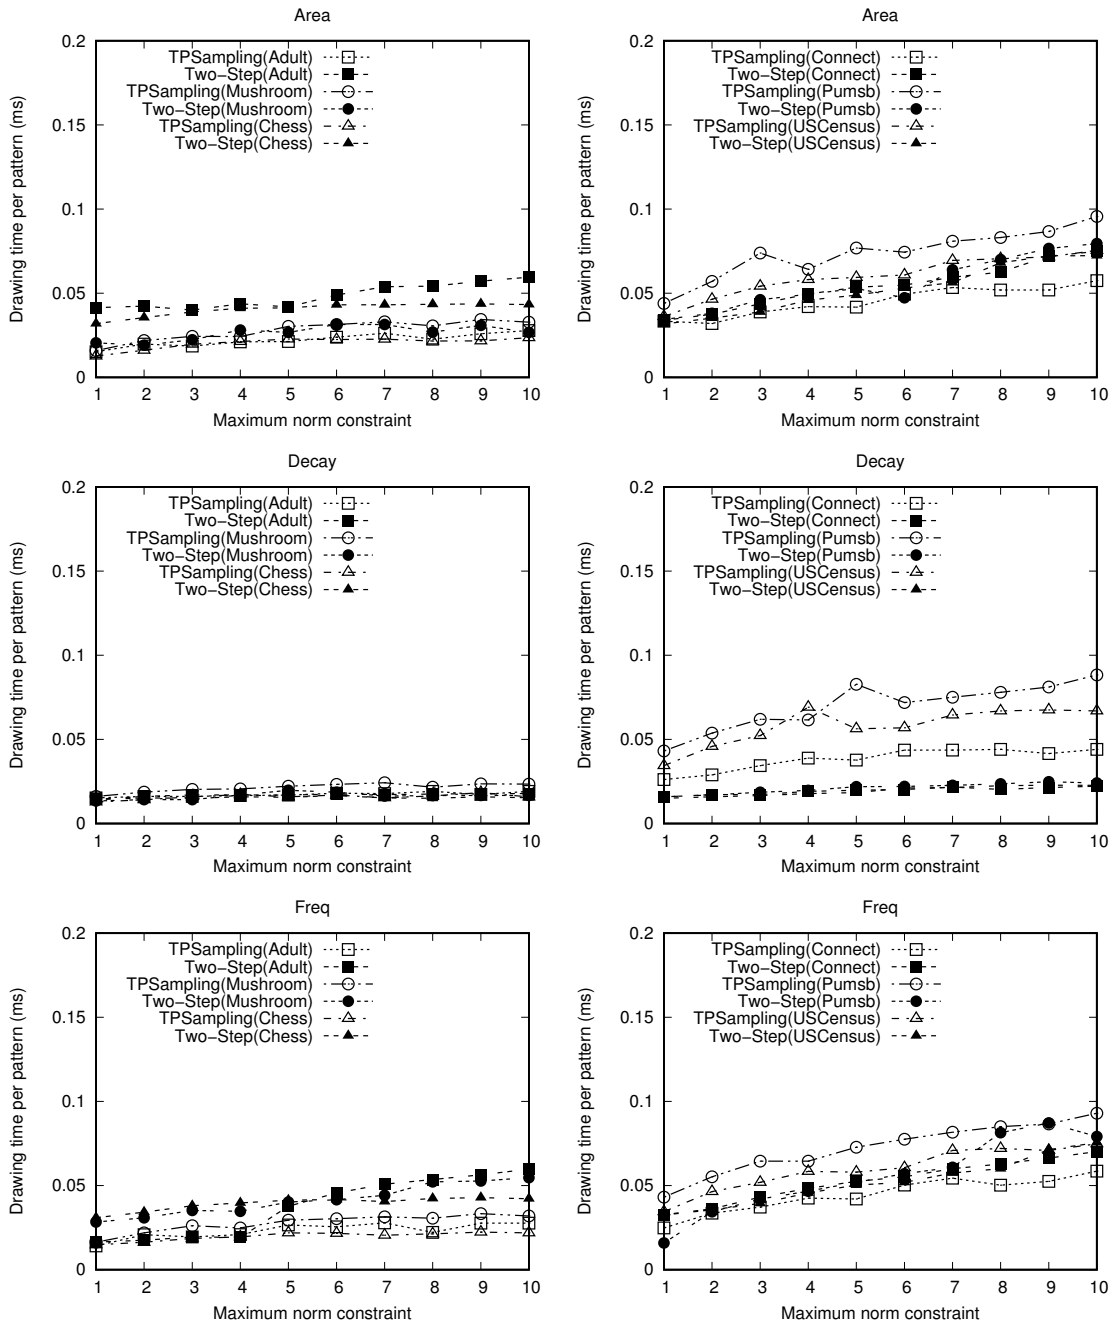 Area
Drawing time per pattern (ms)
0.2
0.15
0.1
0.05
0
TPSampling(Adult)
Two-Step(Adult)
TPSampling(Mushroom)
Two-Step(Mushroom)
TPSampling(Chess)
Two-Step(Chess)
1 2 3 4 5 6 7 8 9 10
Maximum norm constraint
Area
Drawing time per pattern (ms)
0.2
0.15
0.1
0.05
0
TPSampling(Connect)
Two-Step(Connect)
TPSampling(Pumsb)
Two-Step(Pumsb)
TPSampling(USCensus)
Two-Step(USCensus)
1 2 3 4 5 6 7 8 9 10
Maximum norm constraint
Decay
Drawing time per pattern (ms)
0.2
0.15
0.1
0.05
0
TPSampling(Adult)
Two-Step(Adult)
TPSampling(Mushroom)
Two-Step(Mushroom)
TPSampling(Chess)
Two-Step(Chess)
1 2 3 4 5 6 7 8 9 10
Maximum norm constraint
Decay
Drawing time per pattern (ms)
0.2
0.15
0.1
0.05
0
TPSampling(Connect)
Two-Step(Connect)
TPSampling(Pumsb)
Two-Step(Pumsb)
TPSampling(USCensus)
Two-Step(USCensus)
1 2 3 4 5 6 7 8 9 10
Maximum norm constraint
Freq
Drawing time per pattern (ms)
0.2
0.15
0.1
0.05
0
TPSampling(Adult)
Two-Step(Adult)
TPSampling(Mushroom)
Two-Step(Mushroom)
TPSampling(Chess)
Two-Step(Chess)
1 2 3 4 5 6 7 8 9 10
Maximum norm constraint
Freq
Drawing time per pattern (ms)
0.2
0.15
0.1
0.05
0
TPSampling(Connect)
Two-Step(Connect)
TPSampling(Pumsb)
Two-Step(Pumsb)
TPSampling(USCensus)
Two-Step(USCensus)
1 2 3 4 5 6 7 8 9 10
Maximum norm constraint